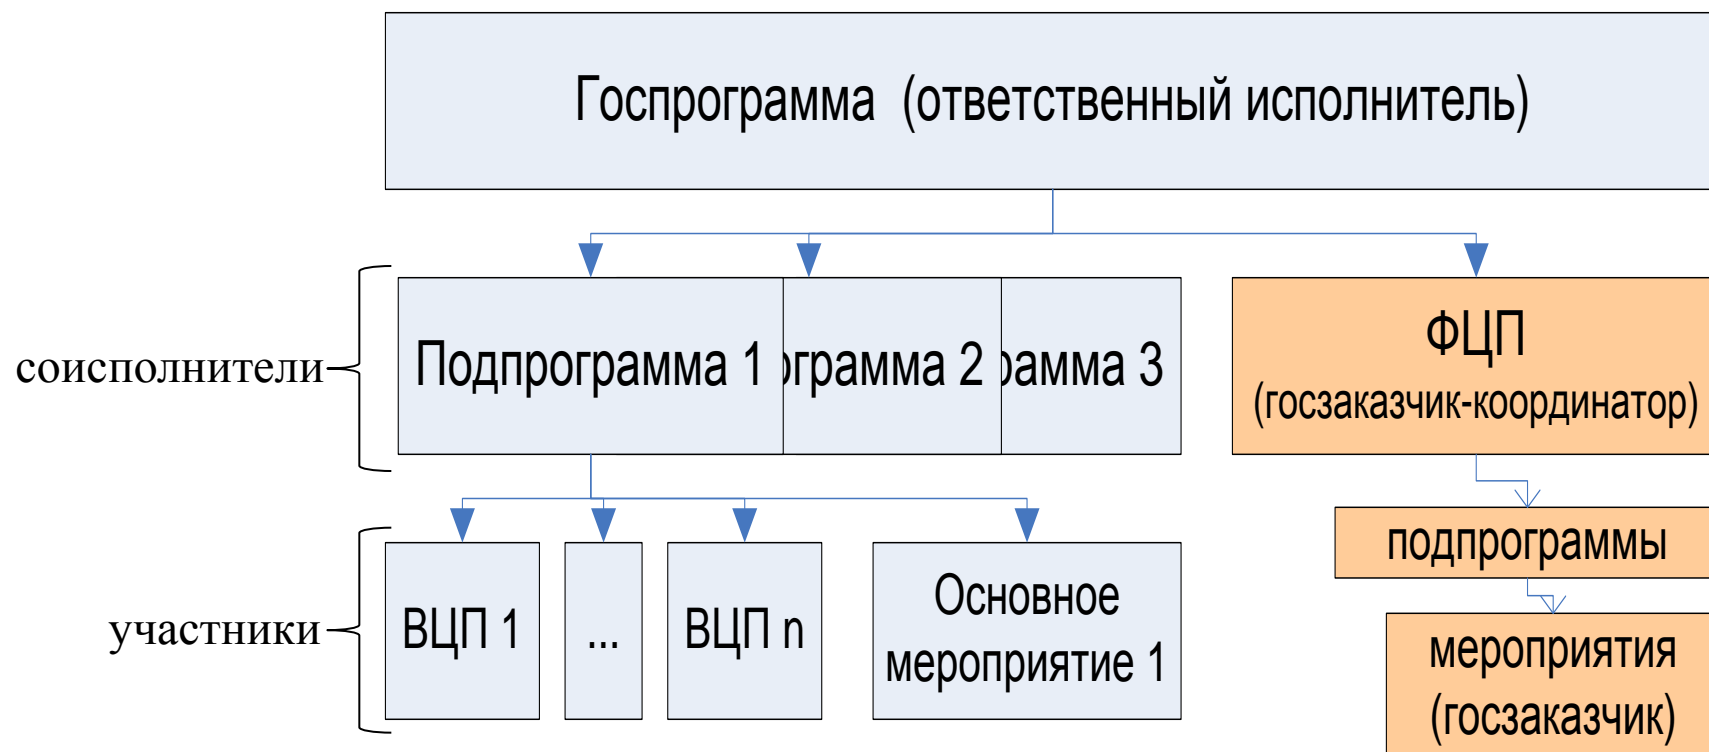 Госпрограмма (ответственный исполнитель)
соисполнители
Подпрограмма 1
ограмма 2
рамма 3
ФЦП
(госзаказчик-координатор)
подпрограммы
участники
ВЦП 1
...
ВЦП n
Основное
мероприятие 1
мероприятия
(госзаказчик)